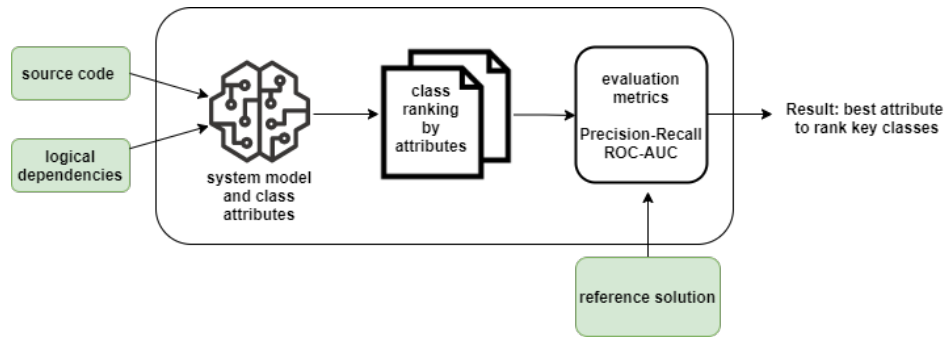 source code
logical
dependencies
system model
and class
attributes
class
ranking
by
attributes
evaluation
metrics
Precision-Recall
ROC-AUC
Result: best attribute
to rank key classes
reference solution